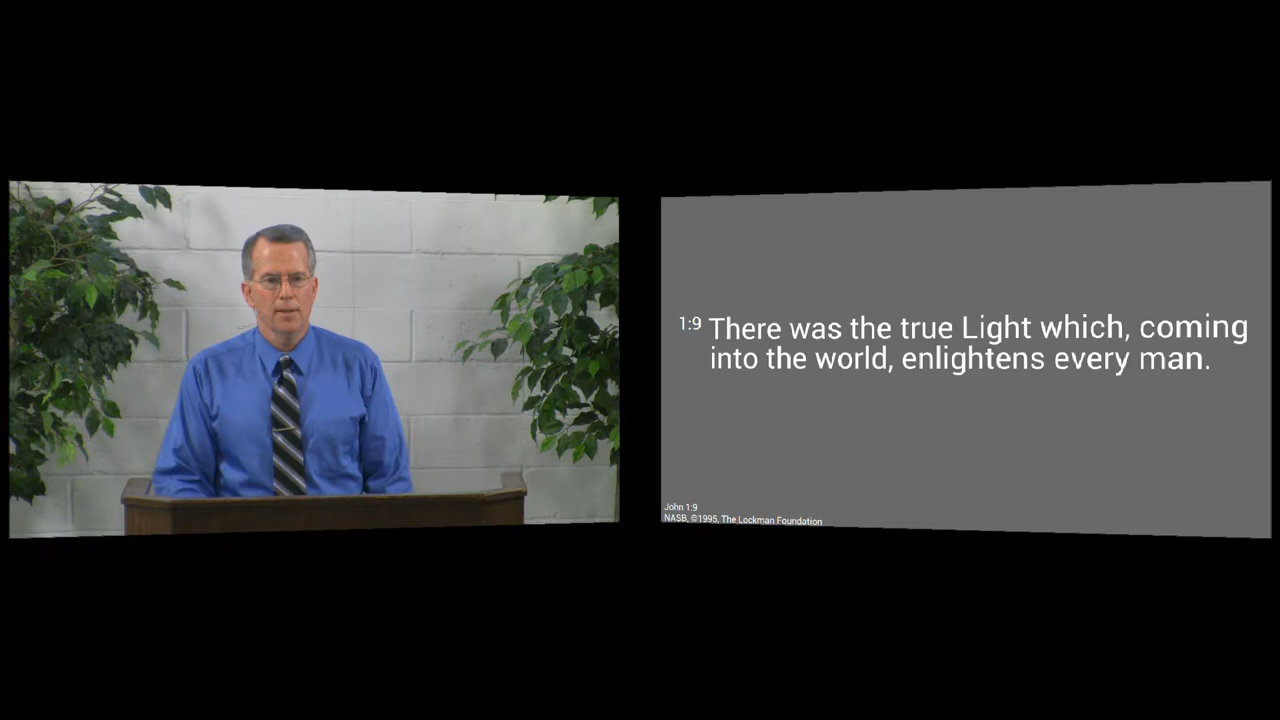 1:9 There was the true Light which, coming
into the world, enlightens every man.
John 1:9
NASB, ©1995, The Lockman Foundation